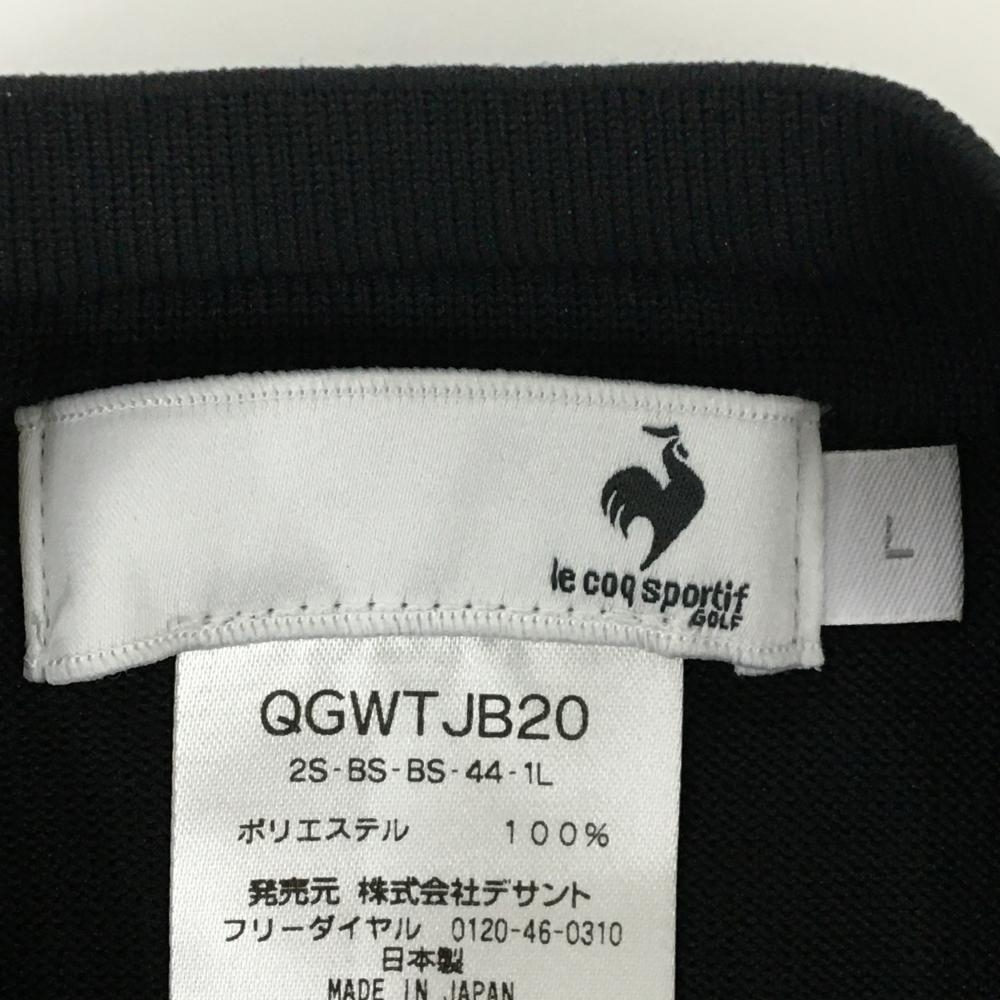 le coq sportif
GOLF
L
QGWTJB20
2S-BS-BS-44-1L
ポリエステル 100%
発売元 株式会社デサント
フリーダイヤル 0120-46-0310
日本製
MADE IN JAPAN